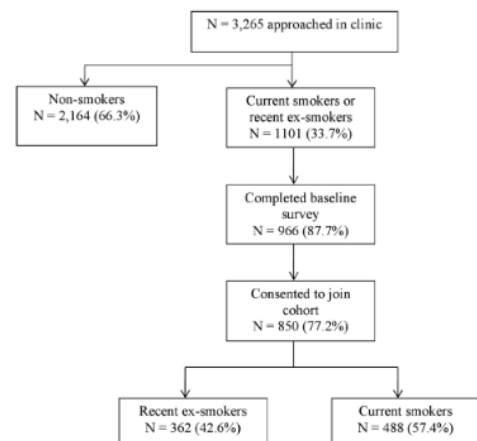 N = 3,265 approached in clinic
Non-smokers
N = 2,164 (66.3%)
Current smokers or
recent ex-smokers
N = 1101 (33.7%)
Completed baseline
survey
N = 966 (87.7%)
Consented to join
cohort
N = 850 (77.2%)
Recent ex-smokers
N = 362 (42.6%)
Current smokers
N = 488 (57.4%)